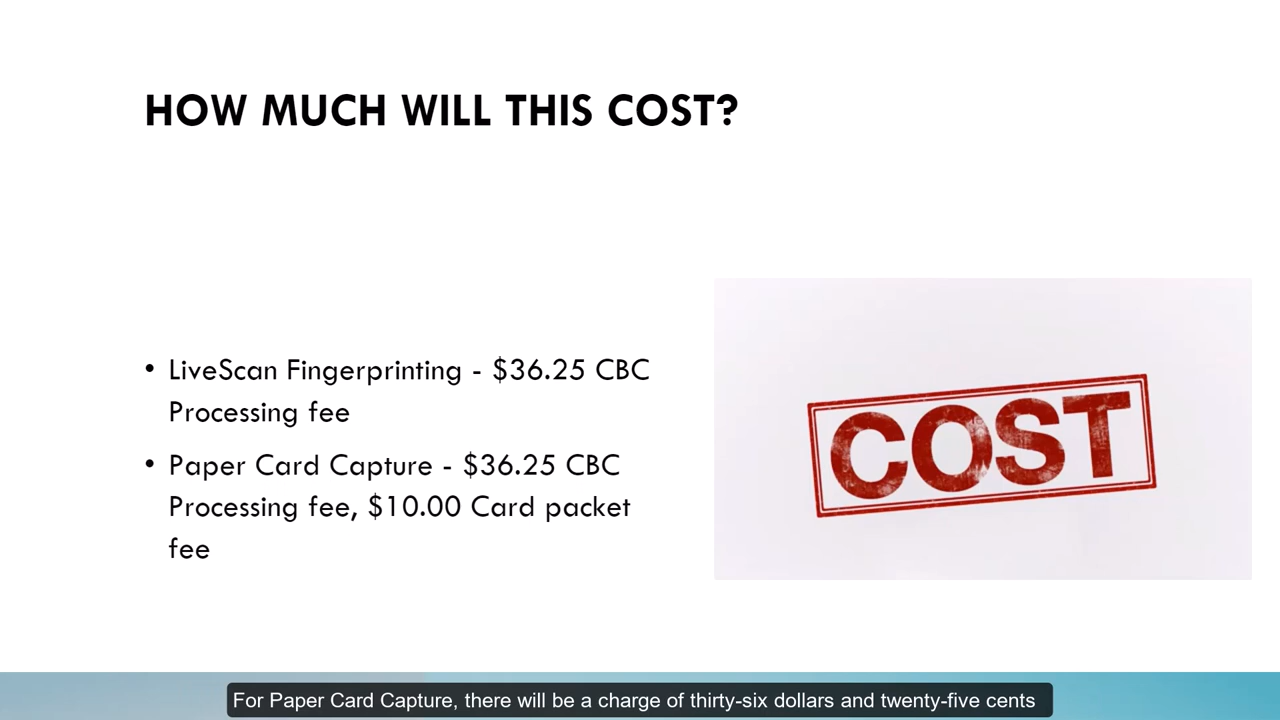 HOW MUCH WILL THIS COST?
• LiveScan Fingerprinting - $36.25 CBC
Processing fee
• Paper Card Capture - $36.25 CBC
Processing fee, $10.00 Card packet
fee
COST
For Paper Card Capture, there will be a charge of thirty-six dollars and twenty-five cents